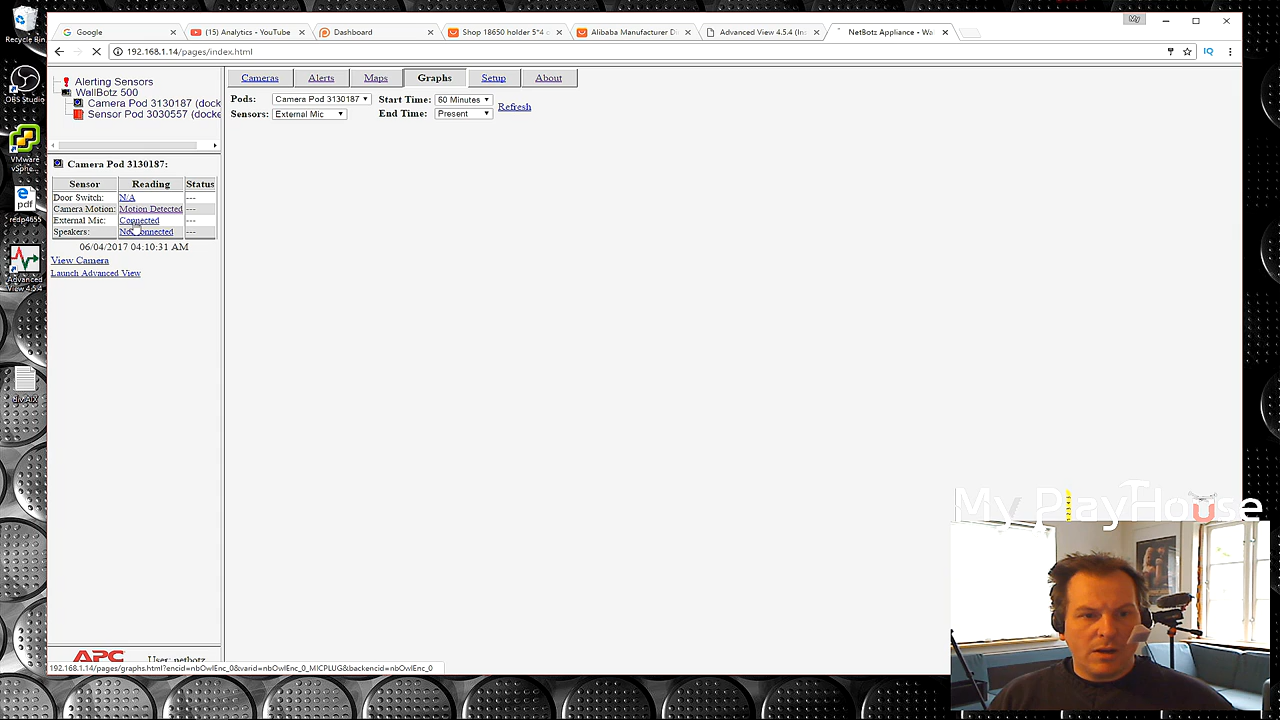 My
Google
(15) Analytics - YouTube
Dashboard
Shop 18650 holder 5*4 c
Alibaba Manufacturer Di
Advanced View 4.5.4 (In
NetBotz Appliance - Wa
192.168.1.14/pages/index.html
IQ
Recycle Bin
OBS Studio
VMware
vSphe...
pdf
redp4655
Advanced
View 4.5.4
Alerting Sensors
WallBotz 500
Camera Pod 3130187 (dock
Sensor Pod 3030557 (docke
Cameras
Alerts
Maps
Graphs
Setup
About
Pods:
Camera Pod 3130187
Start Time:
60 Minutes
Refresh
Sensors:
External Mic
End Time:
Present
Camera Pod 3130187:
Sensor Reading Status
Door Switch: N/A ---
Camera Motion: Motion Detected ---
External Mic: Connected ---
Speakers: ---
06/04/2017 04:10:31 AM
View Camera
Launch Advanced View
APC
User: netbotz
192.168.1.14/pages/graphs.html?encid=nbOwlEnc_0&varid=nbOwlEnc_0_MICPLUG&backencid=nbOwlEnc_0
My PlayHouse